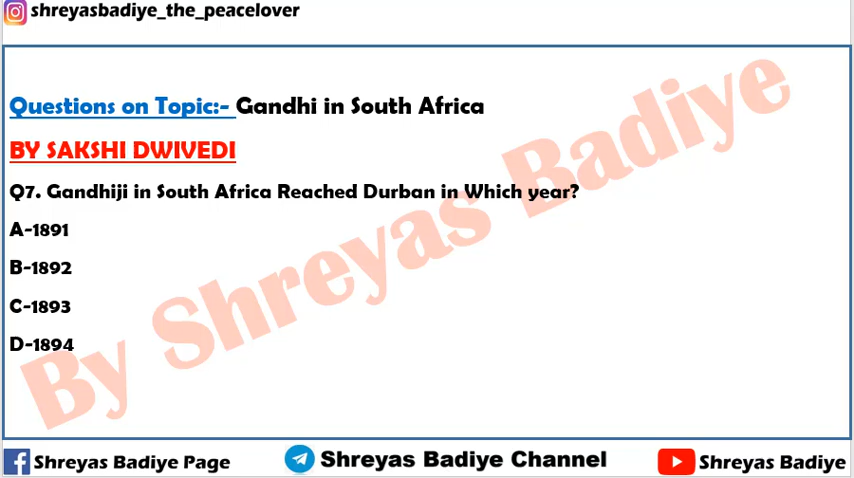 shreyasbadiye_the_peacelover
Questions on Topic:- Gandhi in South Africa
BY SAKSHI DWIVEDI
Q7. Gandhiji in South Africa Reached Durban in Which year?
A-1891
B-1892
C-1893
D-1894
By Shreyas Badiye
Shreyas Badiye Page
Shreyas Badiye Channel
Shreyas Badiye